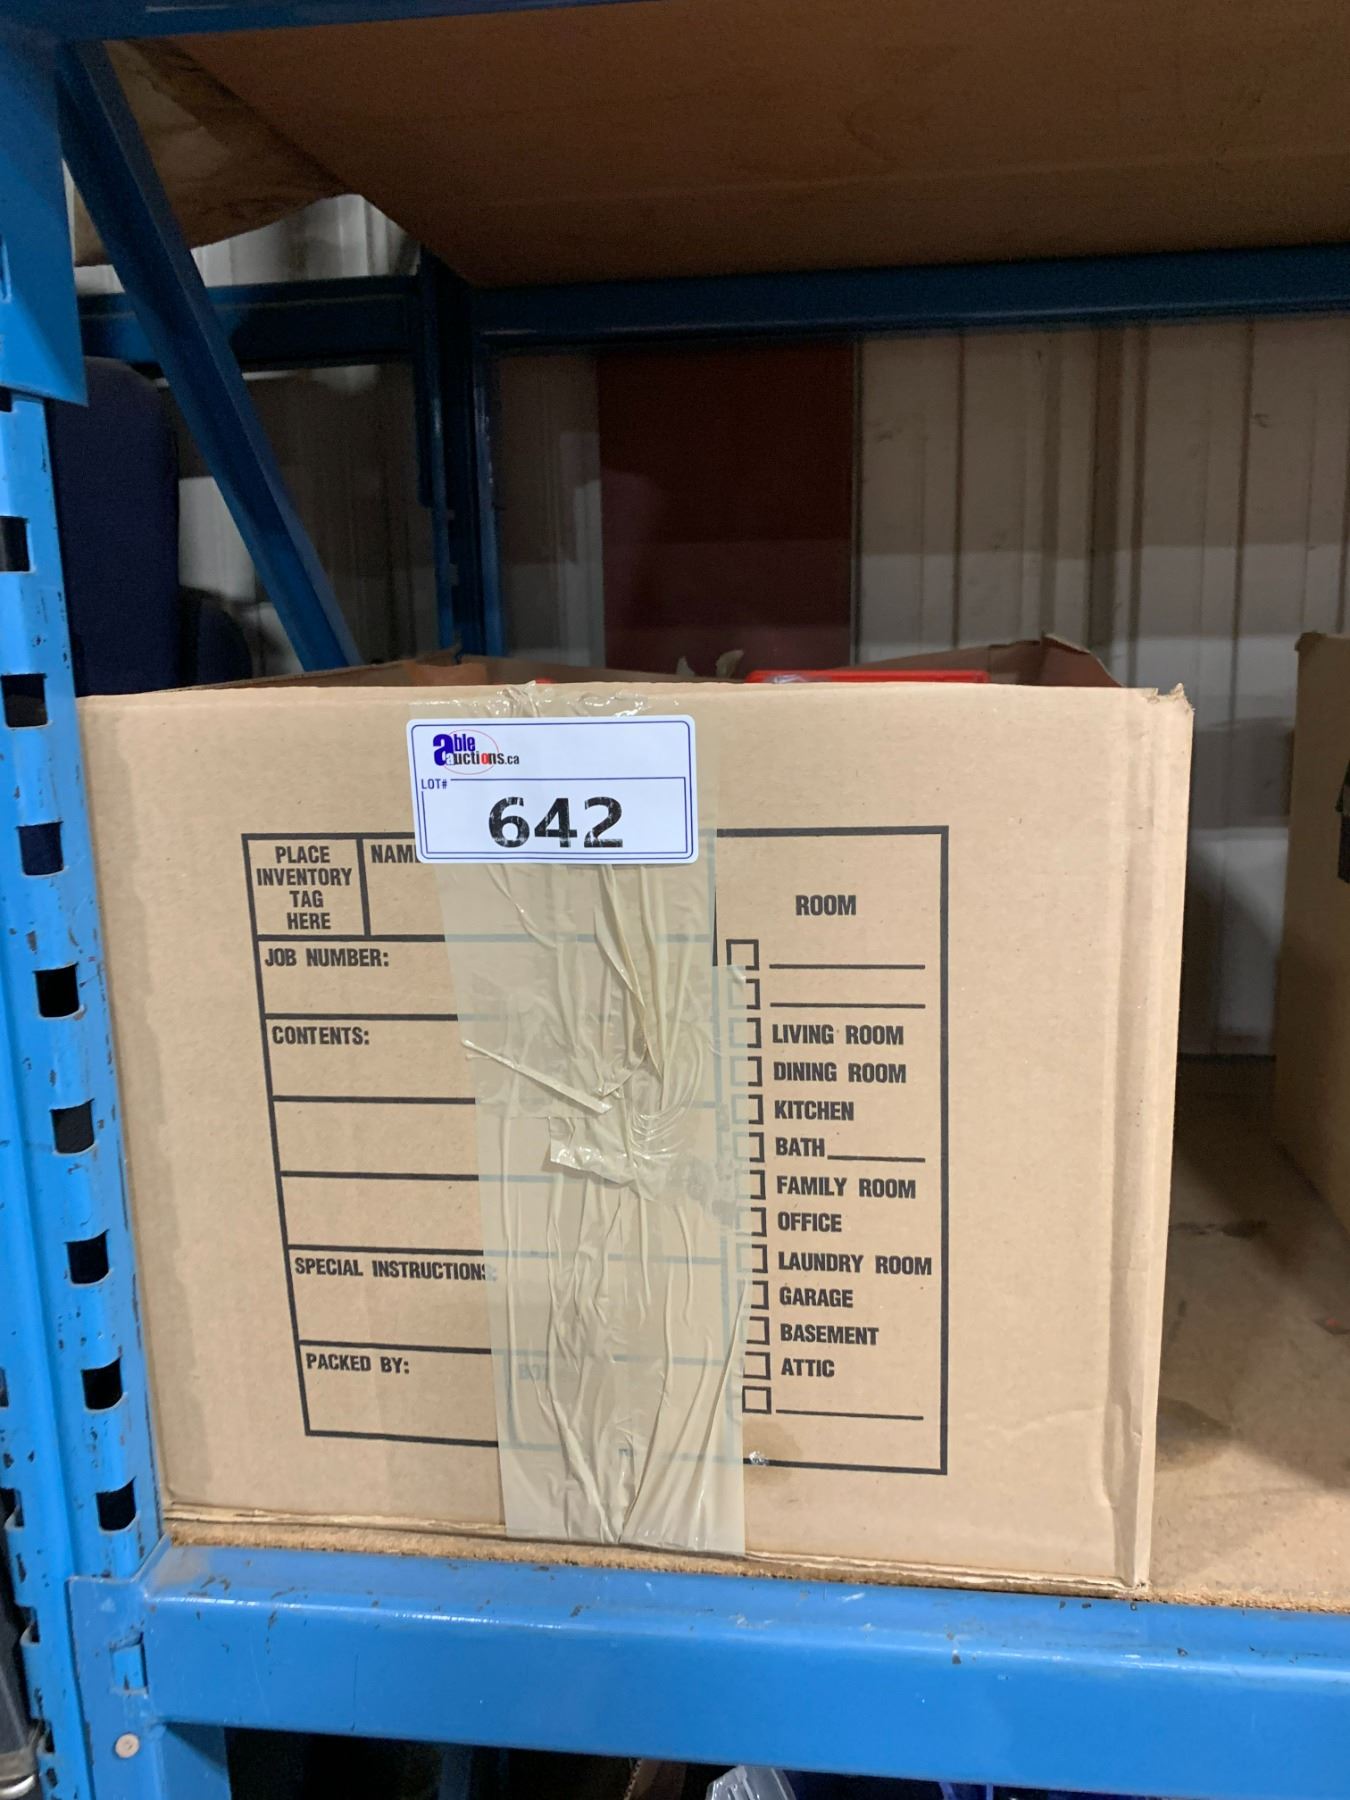 able
auctions.ca
LOT#
642
PLACE
INVENTORY
TAG
HERE
NAM
JOB NUMBER:
CONTENTS:
SPECIAL INSTRUCTIONS:
PACKED BY:
ROOM
LIVING ROOM
DINING ROOM
KITCHEN
BATH
FAMILY ROOM
OFFICE
LAUNDRY ROOM
GARAGE
BASEMENT
ATTIC